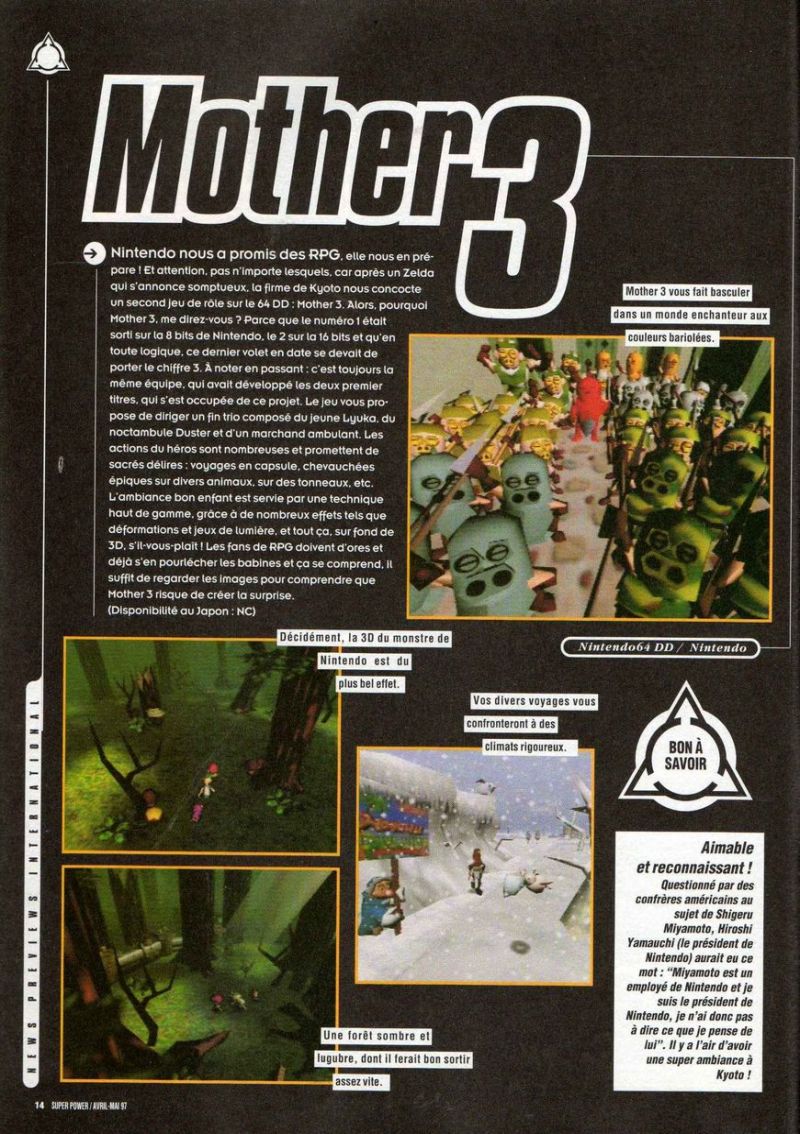 Mother 3
Nintendo nous a promis des RPG, elle nous en pré-
pare ! Et attention, pas n'importe lesquels, car après un Zelda
qui s'annonce somptueux, la firme de Kyoto nous concocte
un second jeu de rôle sur le 64 DD : Mother 3. Alors, pourquoi
Mother 3, me direz-vous ? Parce que le numéro 1 était
sorti sur la 8 bits de Nintendo, le 2 sur la 16 bits et qu'en
toute logique, ce dernier volet en date se devait de
porter le chiffre 3. À noter en passant : c'est toujours la
même équipe, qui avait développé les deux premier
titres, qui s'est occupée de ce projet. Le jeu vous pro-
pose de diriger un fin trio composé du jeune Lyuka, du
noctambule Duster et d'un marchand ambulant. Les
actions du héros sont nombreuses et promettent de
sacrés délires : voyages en capsule, chevauchées
épiques sur divers animaux, sur des tonneaux, etc.
L'ambiance bon enfant est servie par une technique
haut de gamme, grâce à de nombreux effets tels que
déformations et jeux de lumière, et tout ça, sur fond de
3D, s'il-vous-plait ! Les fans de RPG doivent d'ores et
déjà s'en pourlécher les babines et ça se comprend, il
suffit de regarder les images pour comprendre que
Mother 3 risque de créer la surprise.
(Disponibilité au Japon : NC)
Mother 3 vous fait basculer
dans un monde enchanteur aux
couleurs bariolées.
Nintendo64 DD / Nintendo
Décidément, la 3D du monstre de
Nintendo est du
plus bel effet.
Vos divers voyages vous
confronteront à des
climats rigoureux.
Une forêt sombre et
lugubre, dont il ferait bon sortir
assez vite.
BON À
SAVOIR
Aimable
et reconnaissant !
Questionné par des
confrères américains au
sujet de Shigeru
Miyamoto, Hiroshi
Yamauchi (le président de
Nintendo) aurait eu ce
mot : “Miyamoto est un
employé de Nintendo et je
suis le président de
Nintendo, je n'ai donc pas
à dire ce que je pense de
lui”. Il y a l'air d'avoir
une super ambiance à
Kyoto !
NEWS PREVIEWS INTERNATIONAL
14 SUPER POWER / AVRIL-MAI 97